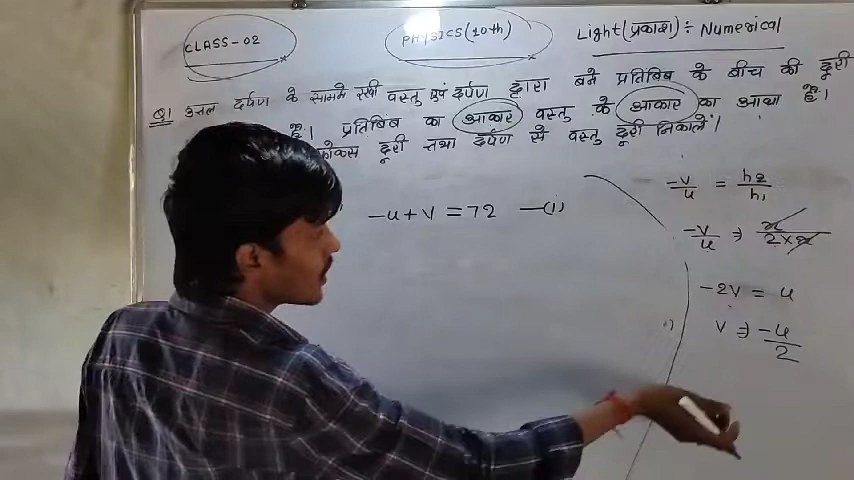 CLASS-02
PHYSICS (10th)
Light (प्रकाश) ÷ Numerical
Q1 उत्तल दर्पण के सामने रखी वस्तु एवं दर्पण द्वारा बने प्रतिबिंब के बीच की दूरी
है। प्रतिबिंब का आकार वस्तु के आकार का आधा है।
फोकस दूरी तथा दर्पण से वस्तु दूरी निकालें।
-u + v = 72 —(1)
-v/u = h2/h1
-v/u ⇒ x/2×x
-2v = u
v ⇒ -u/2